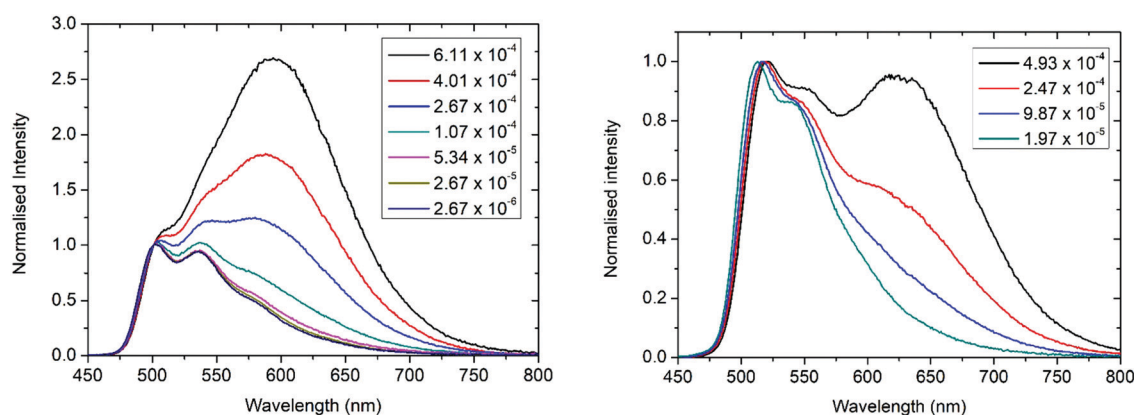 3.0
2.5
2.0
1.5
1.0
0.5
0.0
Normalised Intensity
450 500 550 600 650 700 750 800
Wavelength (nm)
6.11 x 10-4
4.01 x 10-4
2.67 x 10-4
1.07 x 10-4
5.34 x 10-5
2.67 x 10-5
2.67 x 10-6
1.0
0.8
0.6
0.4
0.2
0.0
Normalised intensity
450 500 550 600 650 700 750 800
Wavelength (nm)
4.93 x 10-4
2.47 x 10-4
9.87 x 10-5
1.97 x 10-5